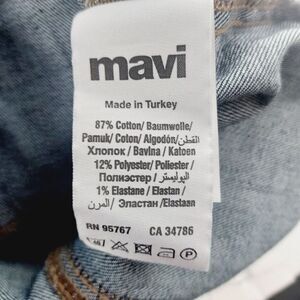 mavi
Made in Turkey
87% Cotton/ Baumwolle/
Pamuk/ Coton/ Algodón/ القطن/
Хлопок / Bavlna / Katoen
12% Polyester/ Poliester /
Полиэстер / البوليستر/
1% Elastane / Elastan /
المرن/ Эластан /Elastaan
RN 95767 CA 34786
P